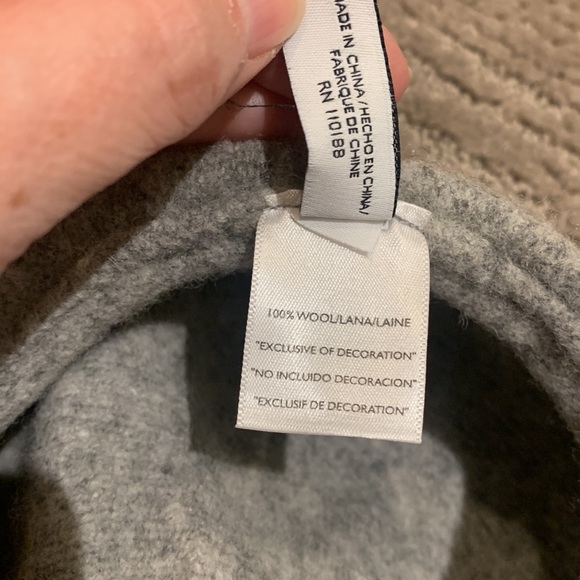 MADE IN CHINA/HECHO EN CHINA/
FABRIQUE DE CHINE
RN 110188
100% WOOL/LANA/LAINE
"EXCLUSIVE OF DECORATION"
"NO INCLUIDO DECORACION"
"EXCLUSIF DE DECORATION"